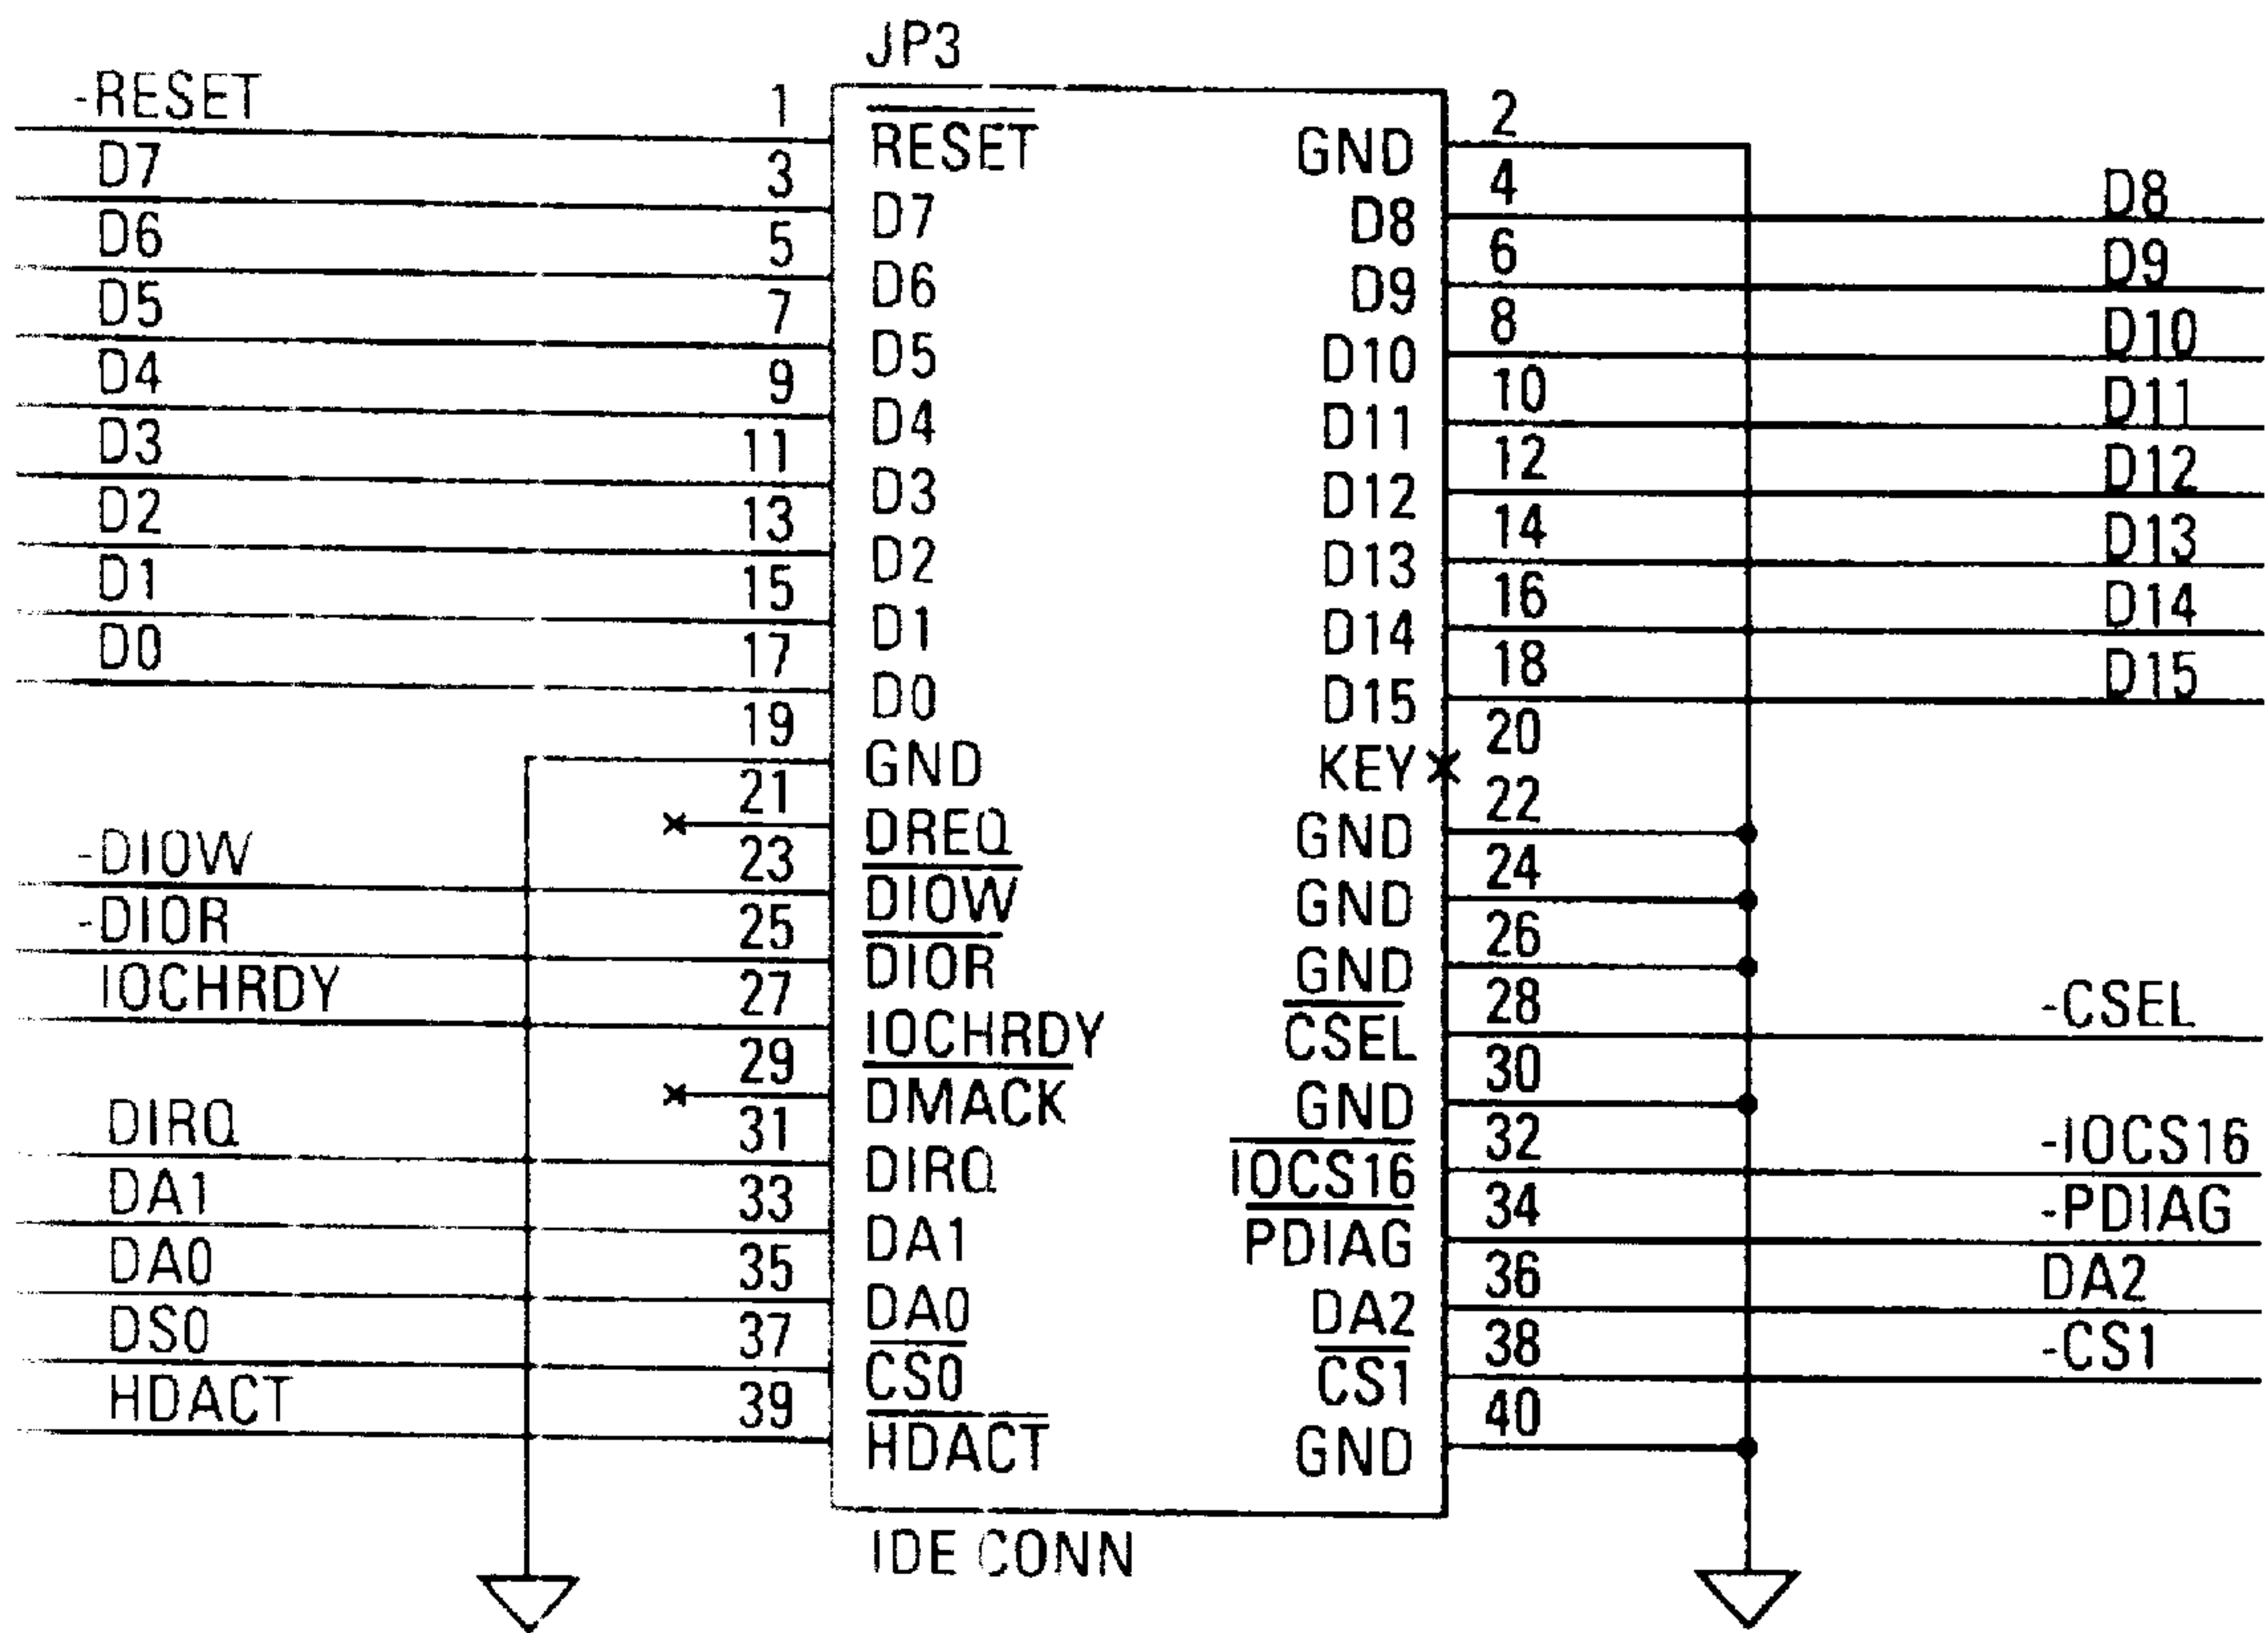 JP3
-RESET 1 RESET GND 2
D7 3 D7 D8 4 D8
D6 5 D6 D9 6 D9
D5 7 D5 D10 8 D10
D4 9 D4 D11 10 D11
D3 11 D3 D12 12 D12
D2 13 D2 D13 14 D13
D1 15 D1 D14 16 D14
D0 17 D0 D15 18 D15
19 GND KEY 20
21 DREQ GND 22
-DIOW 23 DIOW GND 24
-DIOR 25 DIOR GND 26
IOCHRDY 27 IOCHRDY CSEL 28 -CSEL
29 DMACK GND 30
DIRQ 31 DIRQ IOCS16 32 -IOCS16
DA1 33 DA1 PDIAG 34 -PDIAG
DA0 35 DA0 DA2 36 DA2
DS0 37 CS0 CS1 38 -CS1
HDACT 39 HDACT GND 40
IDE CONN